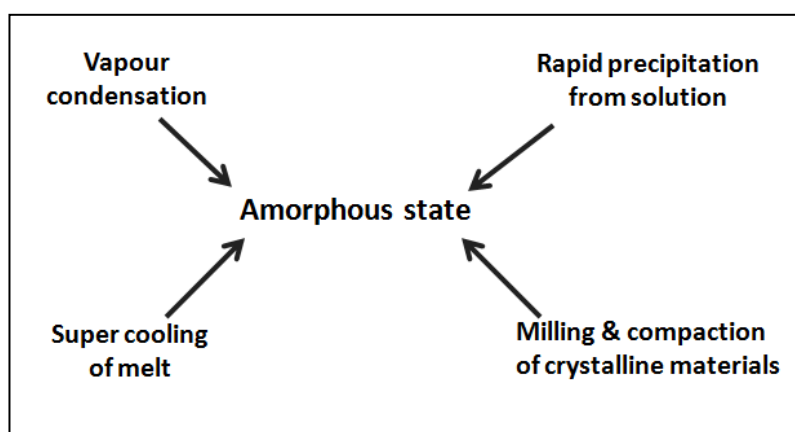 Vapour
condensation
Rapid precipitation
from solution
Amorphous state
Super cooling
of melt
Milling & compaction
of crystalline materials